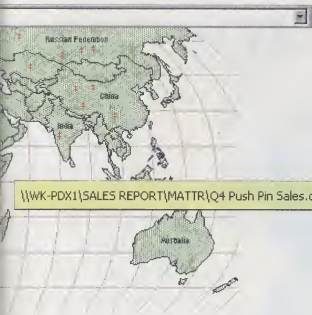 Russian Federation
China
India
\\WK-PDX1\SALES REPORT\MATTR\Q4 Push Pin Sales.
Australia